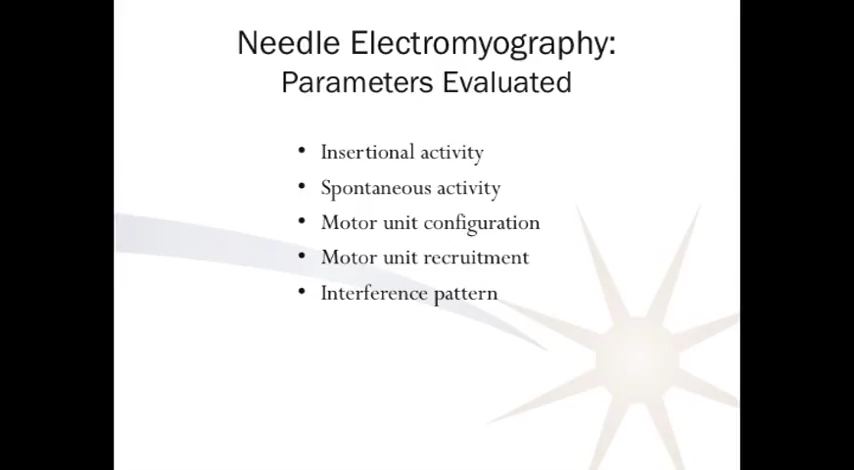 Needle Electromyography:
Parameters Evaluated
• Insertional activity
• Spontaneous activity
• Motor unit configuration
• Motor unit recruitment
• Interference pattern